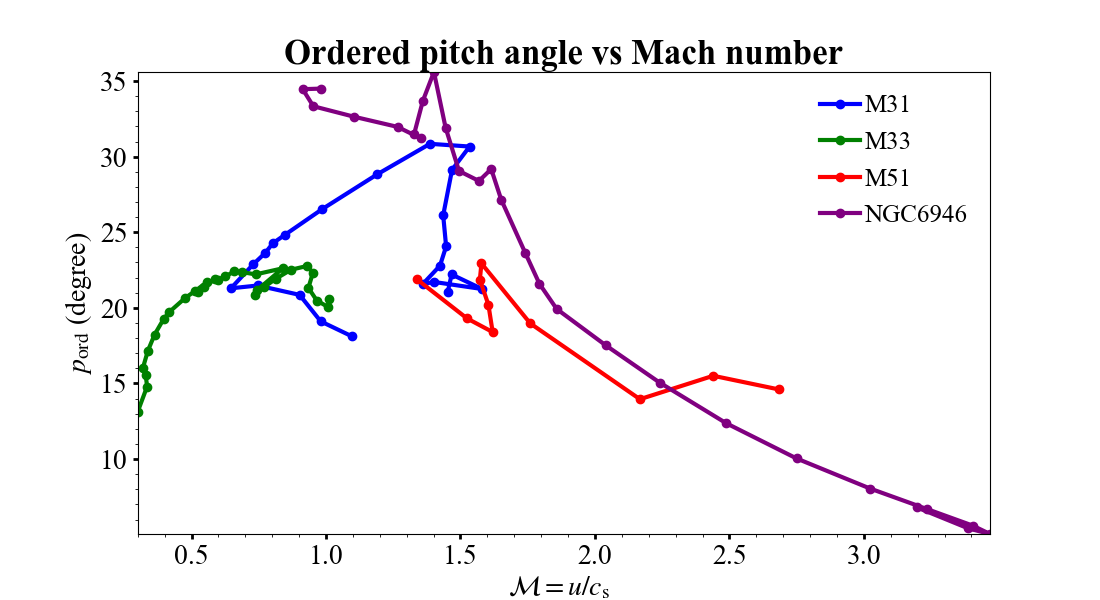 Ordered pitch angle vs Mach number
M31
M33
M51
NGC6946
p_ord (degree)
35
30
25
20
15
10
0.5 1.0 1.5 2.0 2.5 3.0
ℳ = u/c_s